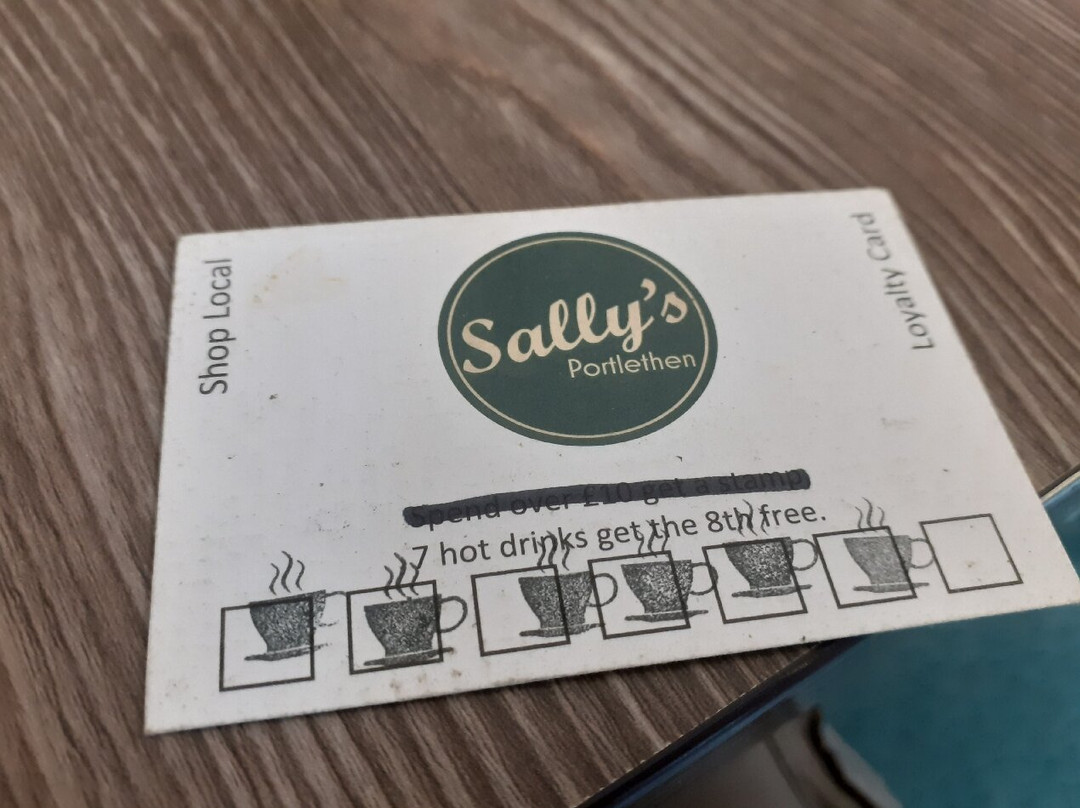 Shop Local
Sally's
Portlethen
Loyalty Card
Spend over £10 get a stamp
7 hot drinks get the 8th free.